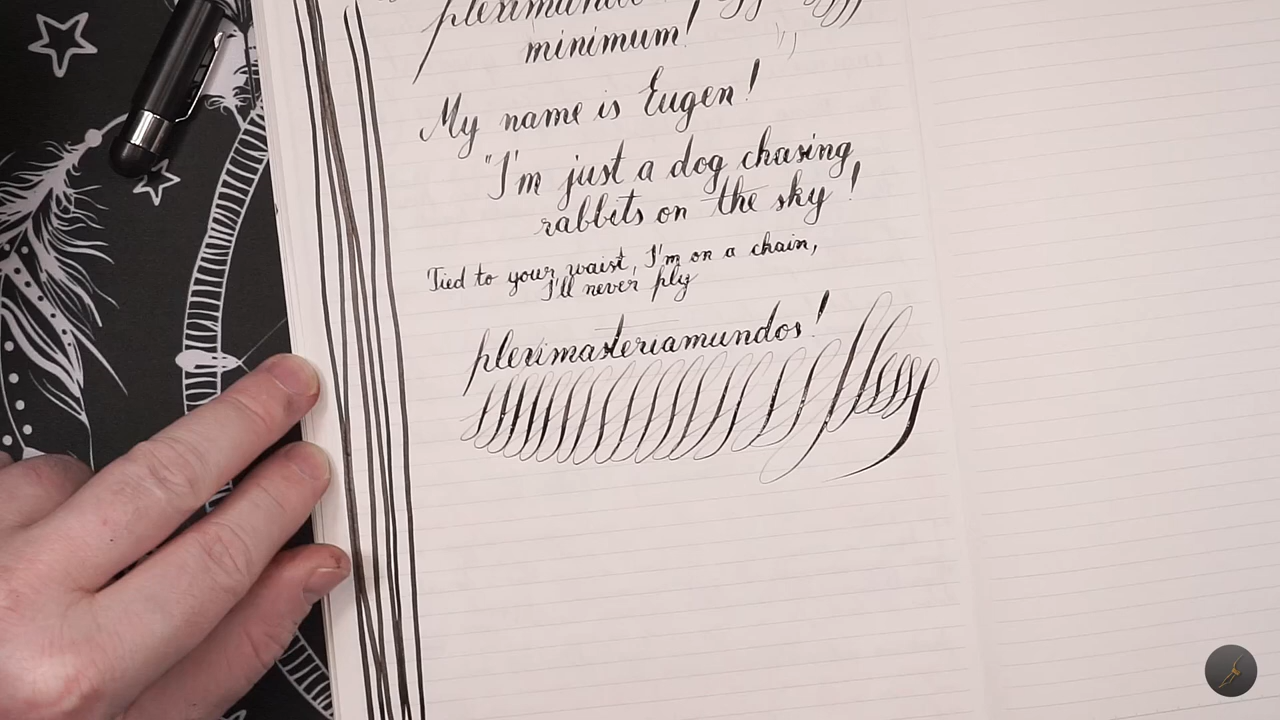 minimum!
My name is Eugen!
"I'm just a dog chasing
rabbits on the sky!
Tied to your waist, I'm on a chain,
I'll never ply
pleximasteriamundos!